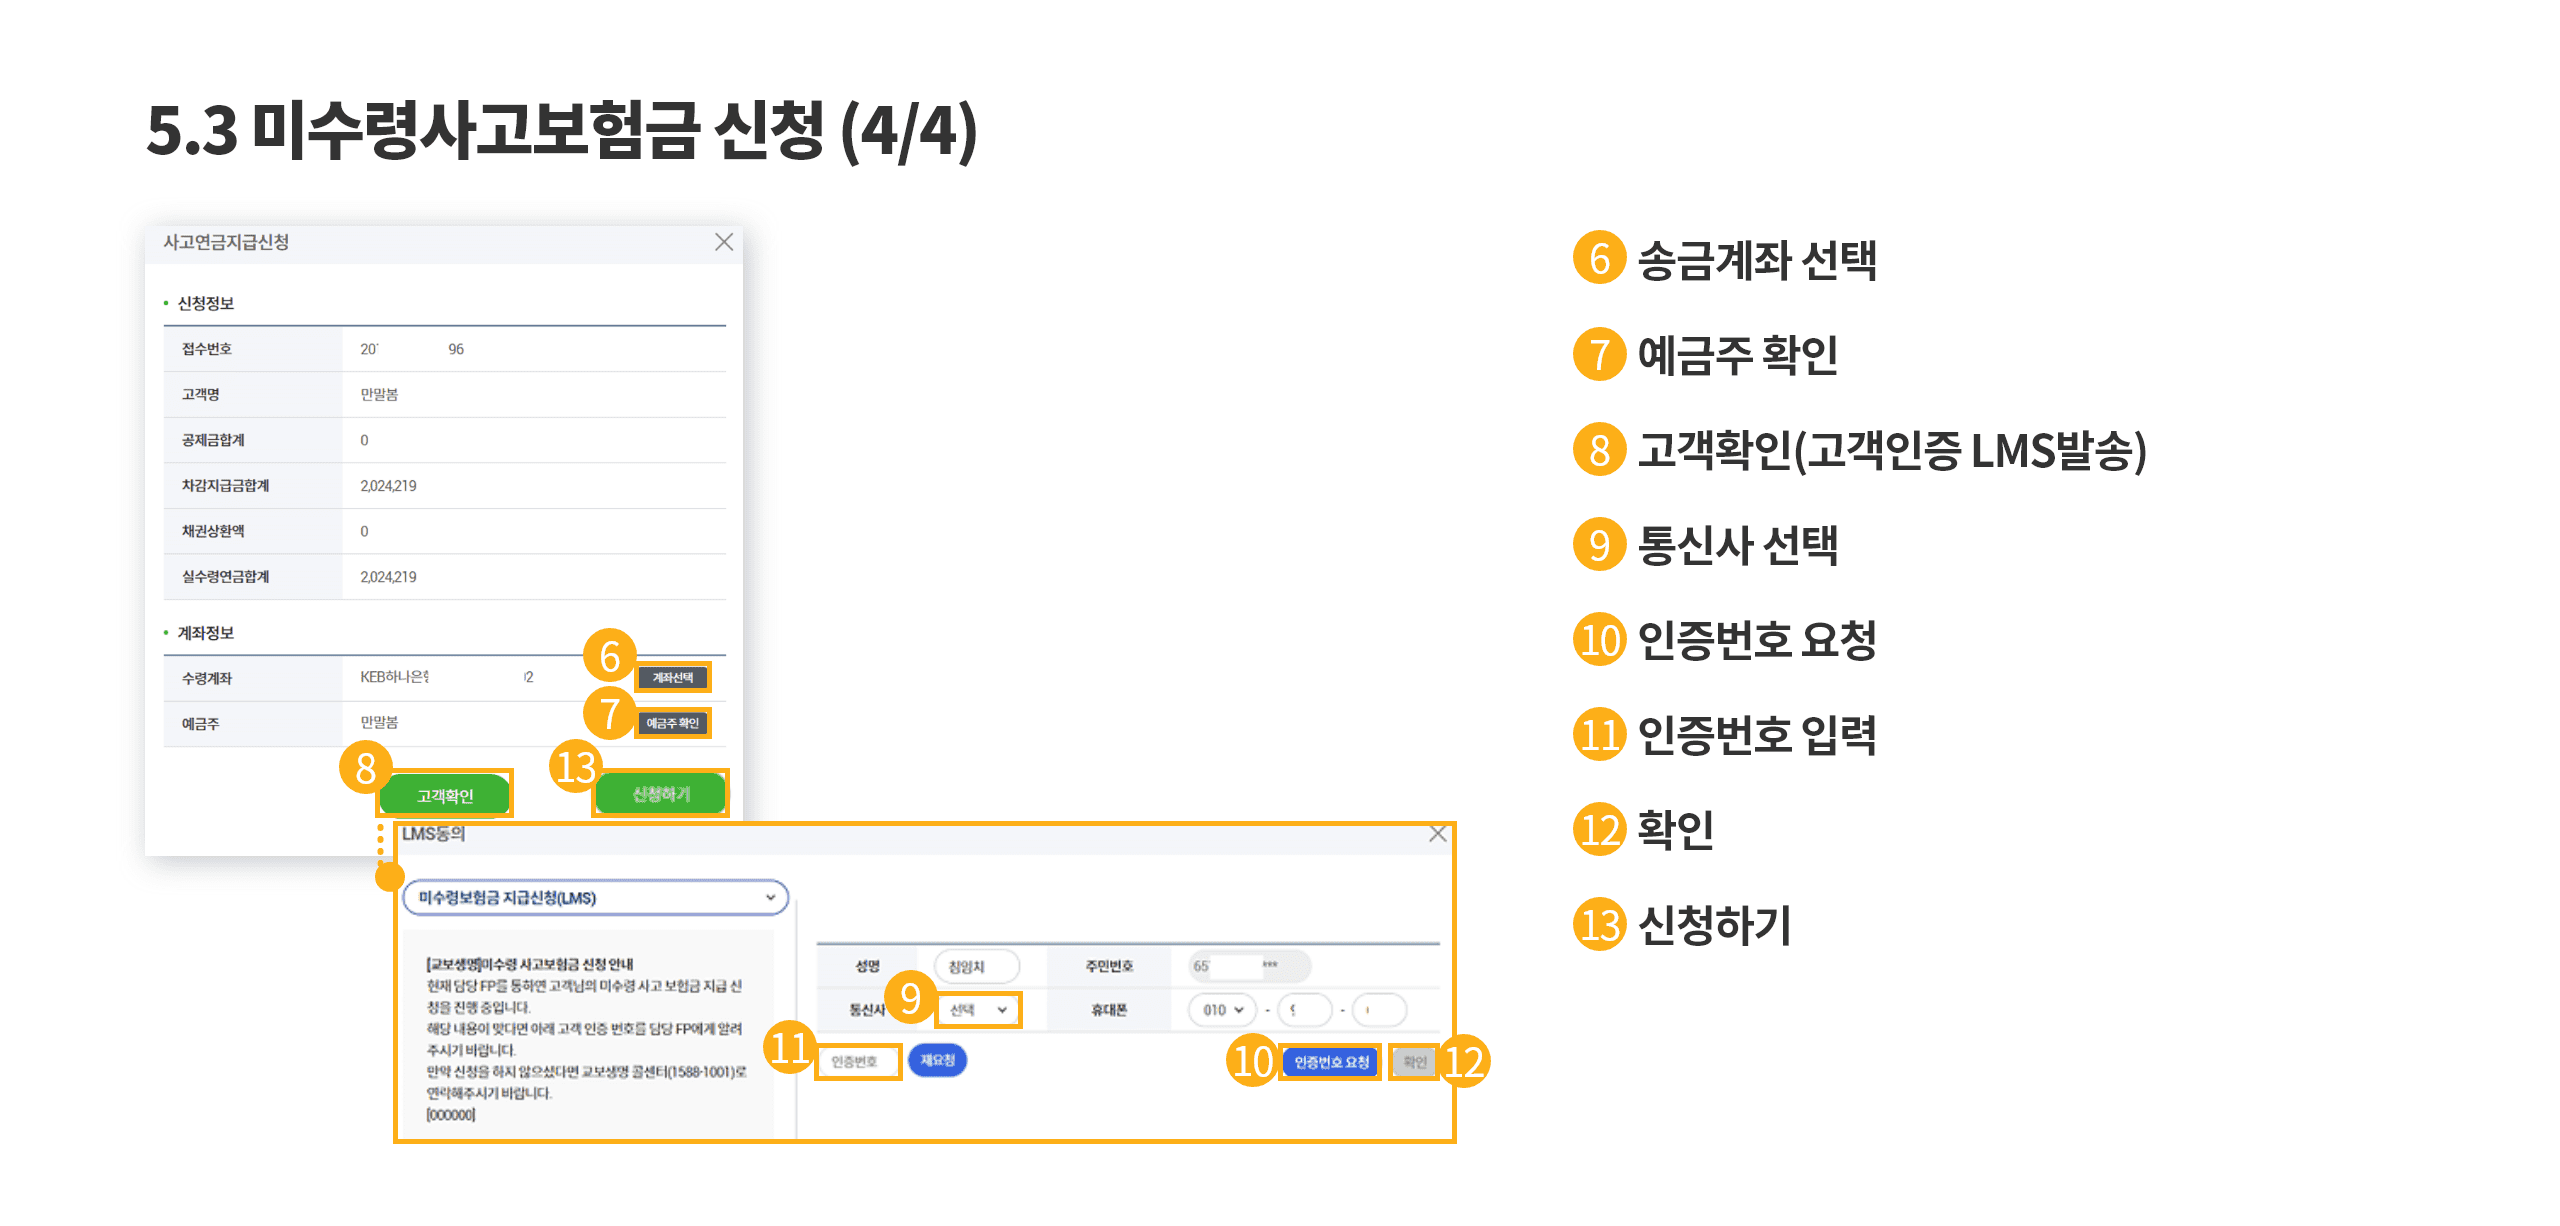 5.3 미수령사고보험금 신청 (4/4)
사고연금지급신청
신청정보
접수번호 20 96
고객명 만말봄
공제금합계 0
차감지급금합계 2,024,219
채권상환액 0
실수령연금합계 2,024,219
계좌정보
6
수령계좌 KEB하나은 2 계좌선택
7
예금주 만말봄 예금주 확인
8 고객확인
13 신청하기
LMS동의
미수령보험금 지급신청(LMS)
[교보생명]미수령 사고보험금 신청 안내
현재 담당 FP를 통하연 고객님의 미수령 사고 보험금 지급 신
청을 진행 중입니다.
해당 내용이 맞다면 아래 고객 인증 번호를 담당 FP에게 알려
주시기 바랍니다.
만약 신청을 하지 않으셨다면 교보생명 콜센터(1588-1001)로
연락해주시기 바랍니다.
[000000]
성명 주민번호 65 ***
통신사 9 선택 휴대폰 010 - 9 -
11 인증번호 재요청 10 인증번호 요청 확인 12
6 송금계좌 선택
7 예금주 확인
8 고객확인(고객인증 LMS발송)
9 통신사 선택
10 인증번호 요청
11 인증번호 입력
12 확인
13 신청하기